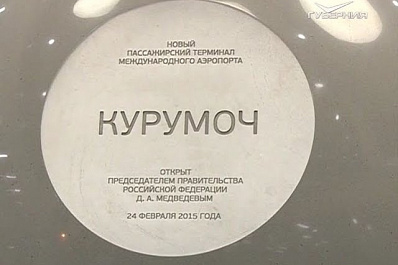 ГУБЕРНИЯ
НОВЫЙ
ПАССАЖИРСКИЙ ТЕРМИНАЛ
МЕЖДУНАРОДНОГО АЭРОПОРТА
КУРУМОЧ
ОТКРЫТ
ПРЕДСЕДАТЕЛЕМ ПРАВИТЕЛЬСТВА
РОССИЙСКОЙ ФЕДЕРАЦИИ
Д. А. МЕДВЕДЕВЫМ
24 ФЕВРАЛЯ 2015 ГОДА